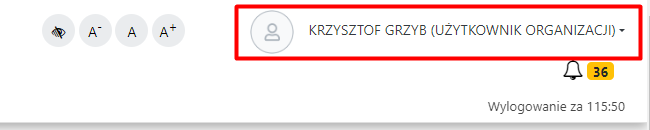 A- A A+ KRZYSZTOF GRZYB (UŻYTKOWNIK ORGANIZACJI)
36
Wylogowanie za 115:50